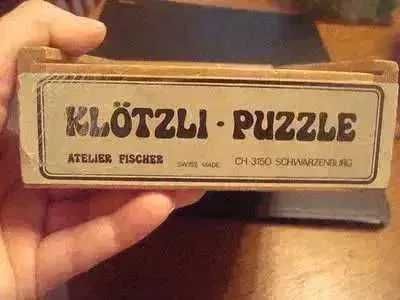 KLÖTZLI · PUZZLE
ATELIER FISCHER SWISS MADE CH 3150 SCHWARZENBURG